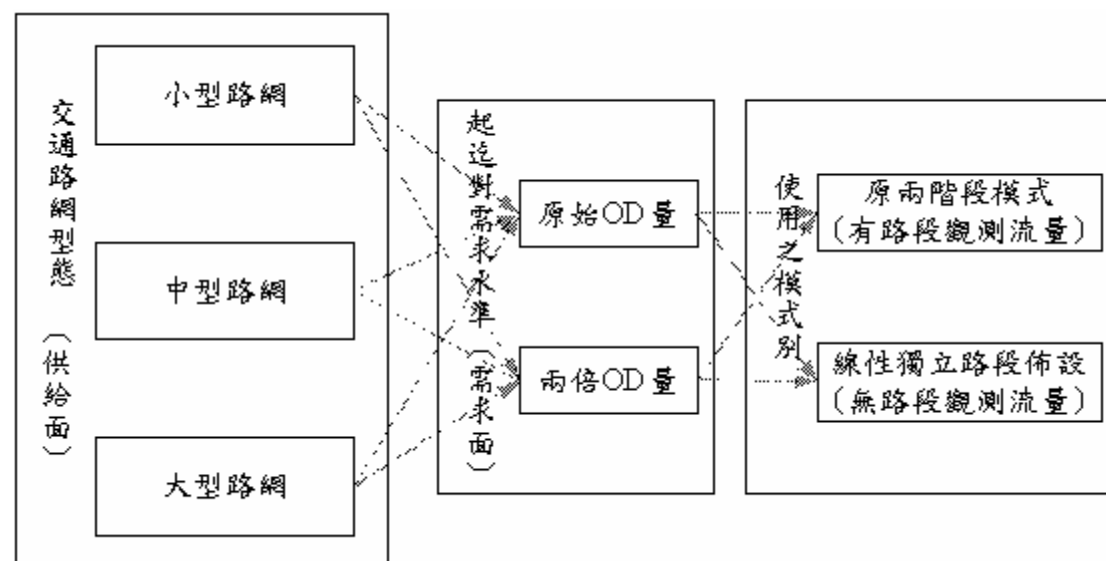 交通路網型態（供給面）
小型路網
中型路網
大型路網
起迄對需求水準（需求面）
原始OD量
兩倍OD量
使用之模式別
原兩階段模式
（有路段觀測流量）
線性獨立路段佈設
（無路段觀測流量）